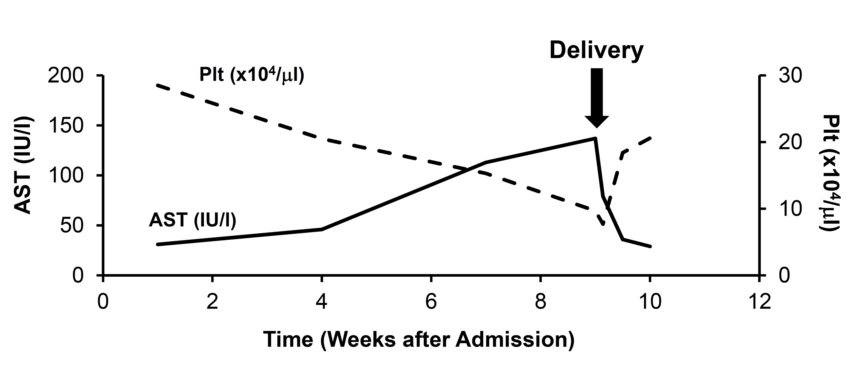 Delivery
Plt (x10⁴/µl)
200
150
100
50
0
AST (IU/l)
AST (IU/l)
30
20
10
0
Plt (x10⁴/µl)
0 2 4 6 8 10 12
Time (Weeks after Admission)